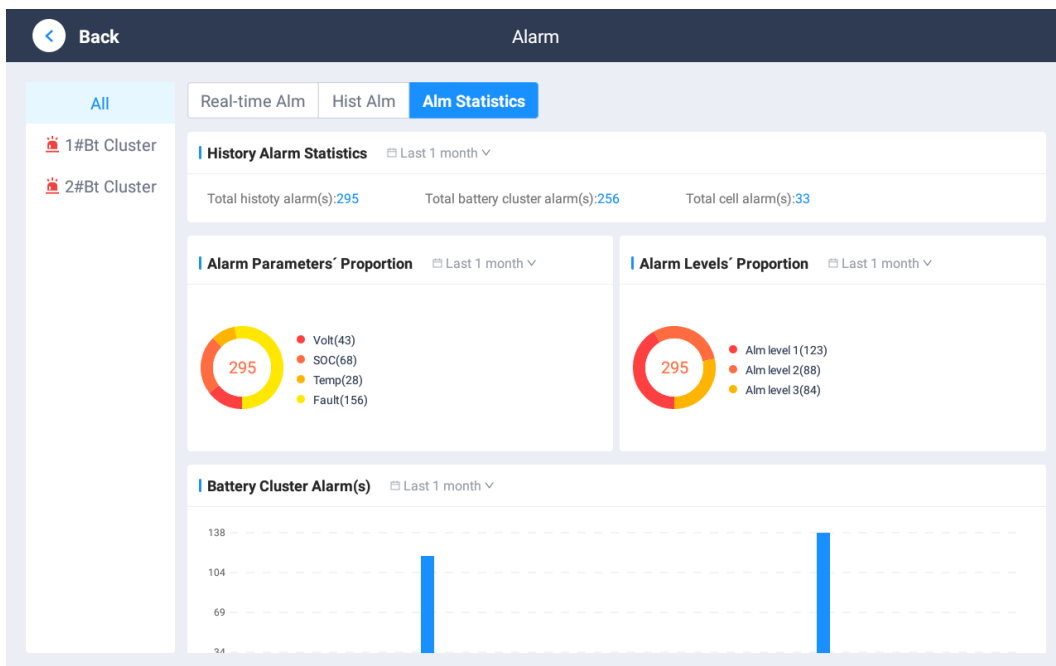 Back
Alarm
All
1#Bt Cluster
2#Bt Cluster
Real-time Alm
Hist Alm
Alm Statistics
History Alarm Statistics
Last 1 month
Total histoty alarm(s):295
Total battery cluster alarm(s):256
Total cell alarm(s):33
Alarm Parameters´ Proportion
Last 1 month
295
Volt(43)
SOC(68)
Temp(28)
Fault(156)
Alarm Levels´ Proportion
Last 1 month
295
Alm level 1(123)
Alm level 2(88)
Alm level 3(84)
Battery Cluster Alarm(s)
Last 1 month
138
104
69
34